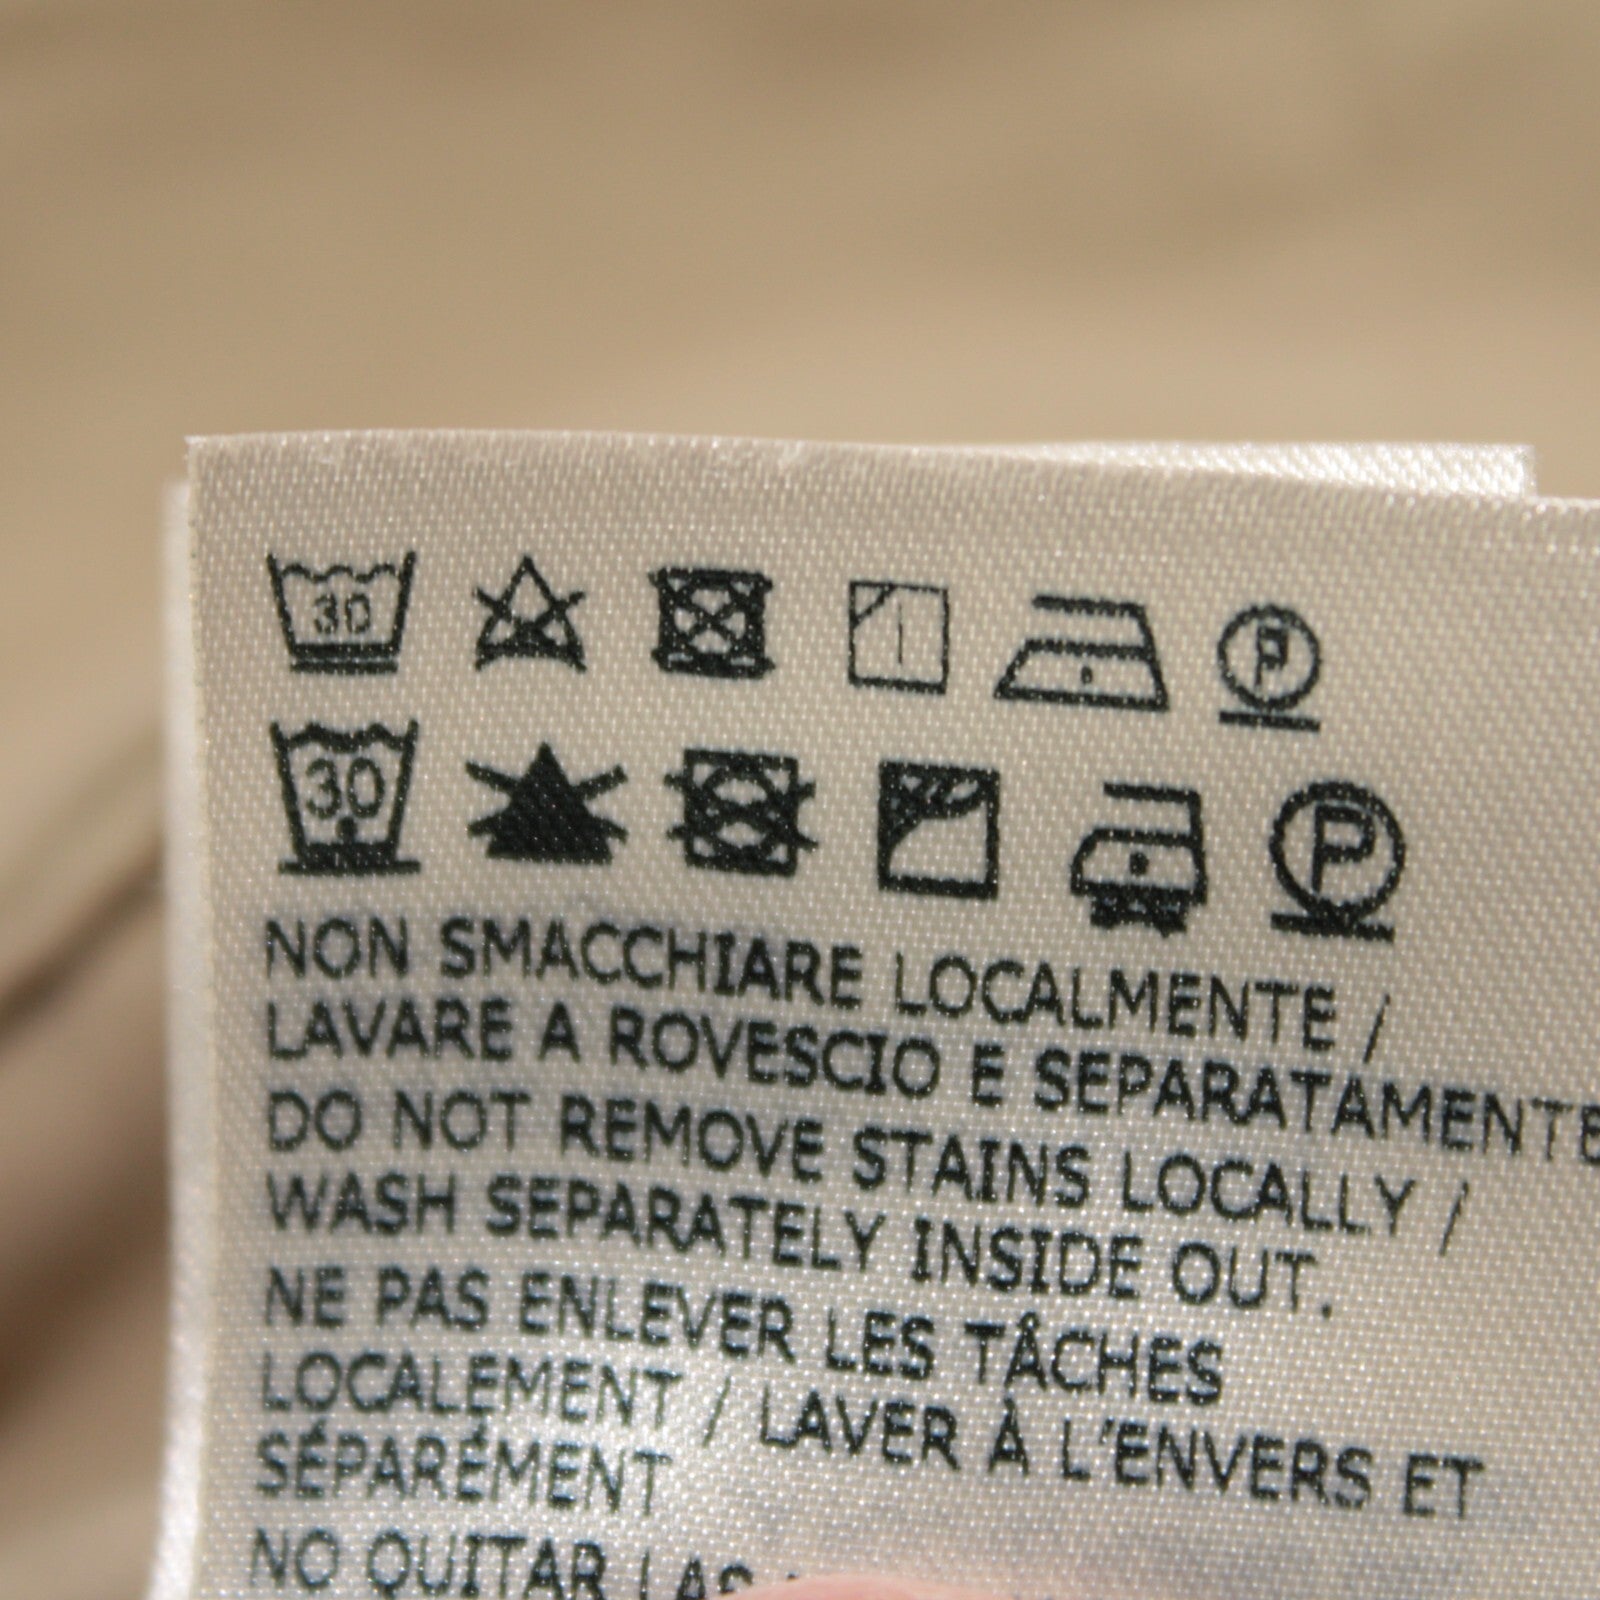 30
P
30
P
NON SMACCHIARE LOCALMENTE /
LAVARE A ROVESCIO E SEPARATAMENTE
DO NOT REMOVE STAINS LOCALLY /
WASH SEPARATELY INSIDE OUT.
NE PAS ENLEVER LES TÂCHES
LOCALEMENT / LAVER À L'ENVERS ET
SÉPARÉMENT
NO QUITAR LAS